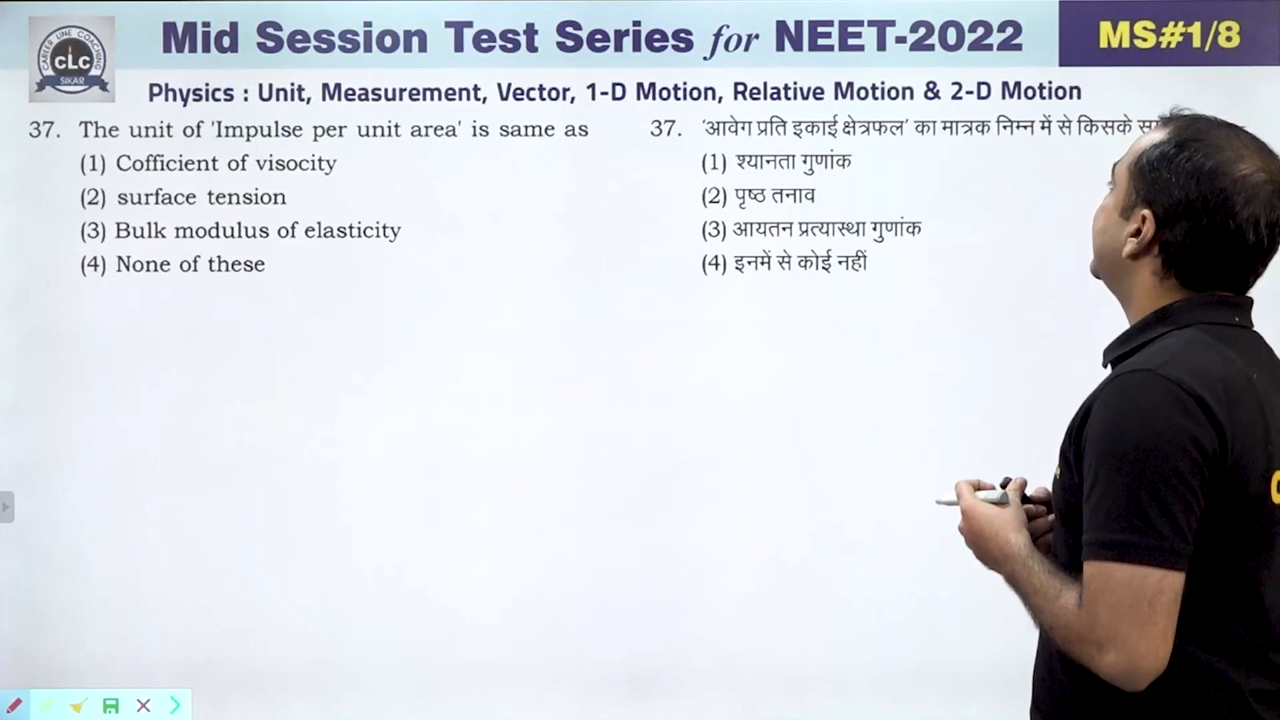 Mid Session Test Series for NEET-2022
MS#1/8
CAREER LINE COACHING
CLC
SIKAR
Physics : Unit, Measurement, Vector, 1-D Motion, Relative Motion & 2-D Motion
37. The unit of 'Impulse per unit area' is same as
(1) Cofficient of visocity
(2) surface tension
(3) Bulk modulus of elasticity
(4) None of these
37. 'आवेग प्रति इकाई क्षेत्रफल' का मात्रक निम्न में से किसके
(1) श्यानता गुणांक
(2) पृष्ठ तनाव
(3) आयतन प्रत्यास्था गुणांक
(4) इनमें से कोई नहीं